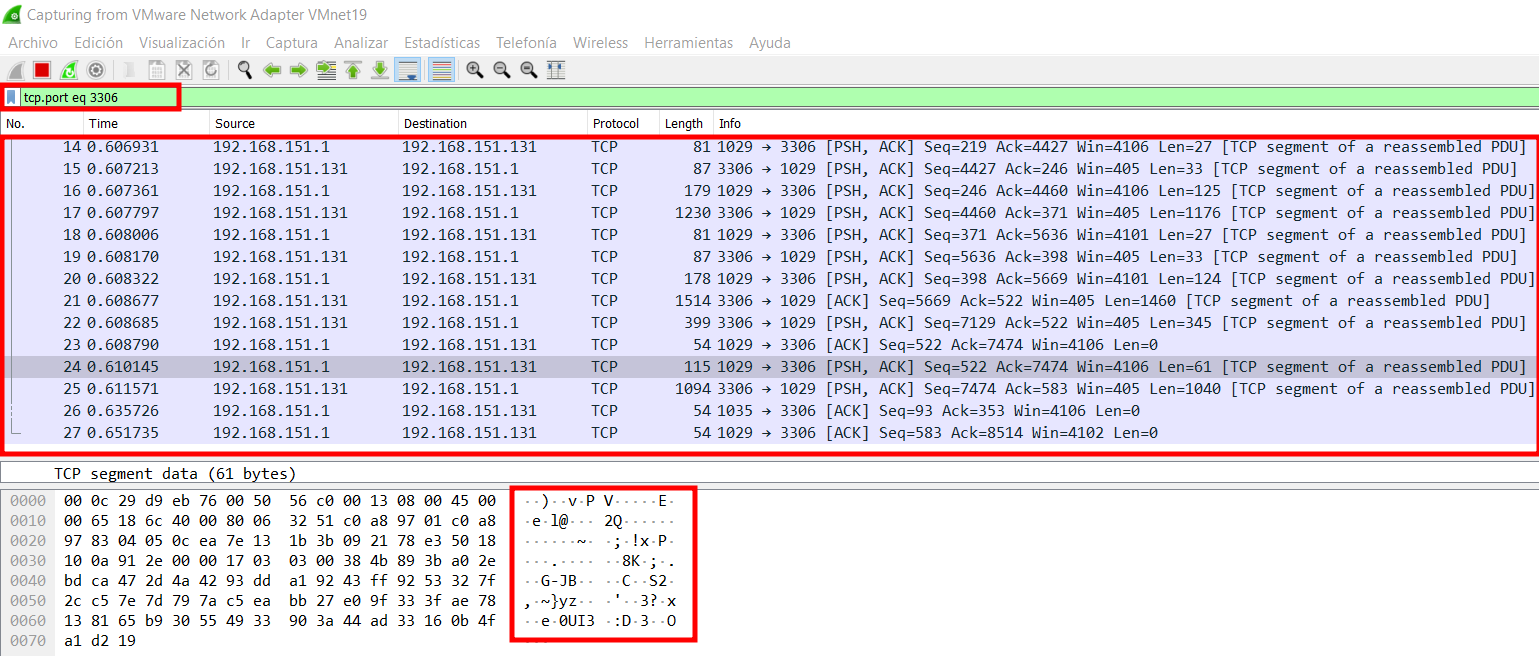 Capturing from VMware Network Adapter VMnet19
Archivo Edición Visualización Ir Captura Analizar Estadísticas Telefonía Wireless Herramientas Ayuda
tcp.port eq 3306
No. Time Source Destination Protocol Length Info
14 0.606931 192.168.151.1 192.168.151.131 TCP 81 1029 → 3306 [PSH, ACK] Seq=219 Ack=4427 Win=4106 Len=27 [TCP segment of a reassembled PDU]
15 0.607213 192.168.151.131 192.168.151.1 TCP 87 3306 → 1029 [PSH, ACK] Seq=4427 Ack=246 Win=405 Len=33 [TCP segment of a reassembled PDU]
16 0.607361 192.168.151.1 192.168.151.131 TCP 179 1029 → 3306 [PSH, ACK] Seq=246 Ack=4460 Win=4106 Len=125 [TCP segment of a reassembled PDU]
17 0.607797 192.168.151.131 192.168.151.1 TCP 1230 3306 → 1029 [PSH, ACK] Seq=4460 Ack=371 Win=405 Len=1176 [TCP segment of a reassembled PDU]
18 0.608006 192.168.151.1 192.168.151.131 TCP 81 1029 → 3306 [PSH, ACK] Seq=371 Ack=5636 Win=4101 Len=27 [TCP segment of a reassembled PDU]
19 0.608170 192.168.151.131 192.168.151.1 TCP 87 3306 → 1029 [PSH, ACK] Seq=5636 Ack=398 Win=405 Len=33 [TCP segment of a reassembled PDU]
20 0.608322 192.168.151.1 192.168.151.131 TCP 178 1029 → 3306 [PSH, ACK] Seq=398 Ack=5669 Win=4101 Len=124 [TCP segment of a reassembled PDU]
21 0.608677 192.168.151.131 192.168.151.1 TCP 1514 3306 → 1029 [ACK] Seq=5669 Ack=522 Win=405 Len=1460 [TCP segment of a reassembled PDU]
22 0.608685 192.168.151.131 192.168.151.1 TCP 399 3306 → 1029 [PSH, ACK] Seq=7129 Ack=522 Win=405 Len=345 [TCP segment of a reassembled PDU]
23 0.608790 192.168.151.1 192.168.151.131 TCP 54 1029 → 3306 [ACK] Seq=522 Ack=7474 Win=4106 Len=0
24 0.610145 192.168.151.1 192.168.151.131 TCP 115 1029 → 3306 [PSH, ACK] Seq=522 Ack=7474 Win=4106 Len=61 [TCP segment of a reassembled PDU]
25 0.611571 192.168.151.131 192.168.151.1 TCP 1094 3306 → 1029 [PSH, ACK] Seq=7474 Ack=583 Win=405 Len=1040 [TCP segment of a reassembled PDU]
26 0.635726 192.168.151.1 192.168.151.131 TCP 54 1035 → 3306 [ACK] Seq=93 Ack=353 Win=4106 Len=0
27 0.651735 192.168.151.1 192.168.151.131 TCP 54 1029 → 3306 [ACK] Seq=583 Ack=8514 Win=4102 Len=0
TCP segment data (61 bytes)
0000 00 0c 29 d9 eb 76 00 50 56 c0 00 13 08 00 45 00 ··)··v·P V·····E·
0010 00 65 18 6c 40 00 80 06 32 51 c0 a8 97 01 c0 a8 ·e·l@··· 2Q······
0020 97 83 04 05 0c ea 7e 13 1b 3b 09 21 78 e3 50 18 ······~· ·;·!x·P·
0030 10 0a 91 2e 00 00 17 03 03 00 38 4b 89 3b a0 2e ···.···· ··8K·;·.
0040 bd ca 47 2d 4a 42 93 dd a1 92 43 ff 92 53 32 7f ··G-JB·· ··C··S2·
0050 2c c5 7e 7d 79 7a c5 ea bb 27 e0 9f 33 3f ae 78 ,·~}yz·· ·'··3?·x
0060 13 81 65 b9 30 55 49 33 90 3a 44 ad 33 16 0b 4f ··e·0UI3 ·:D·3··O
0070 a1 d2 19 ···